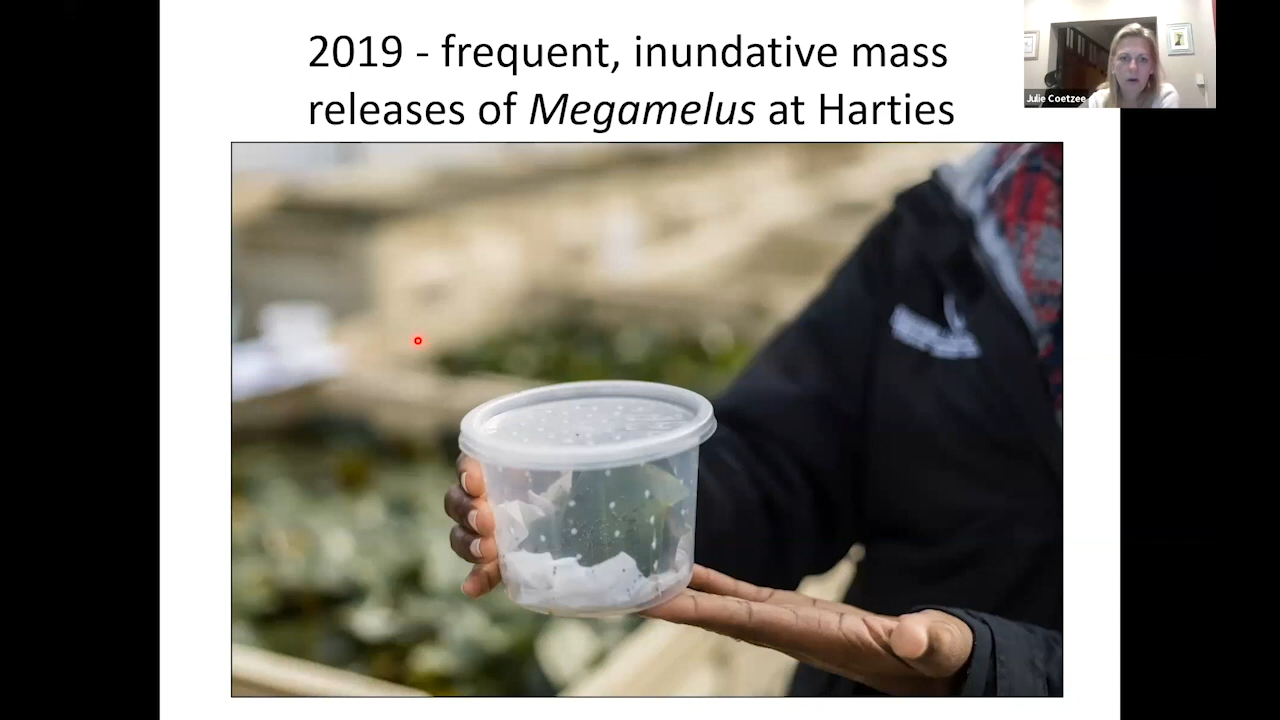 2019 - frequent, inundative mass
releases of Megamelus at Harties
Julie Coetzee